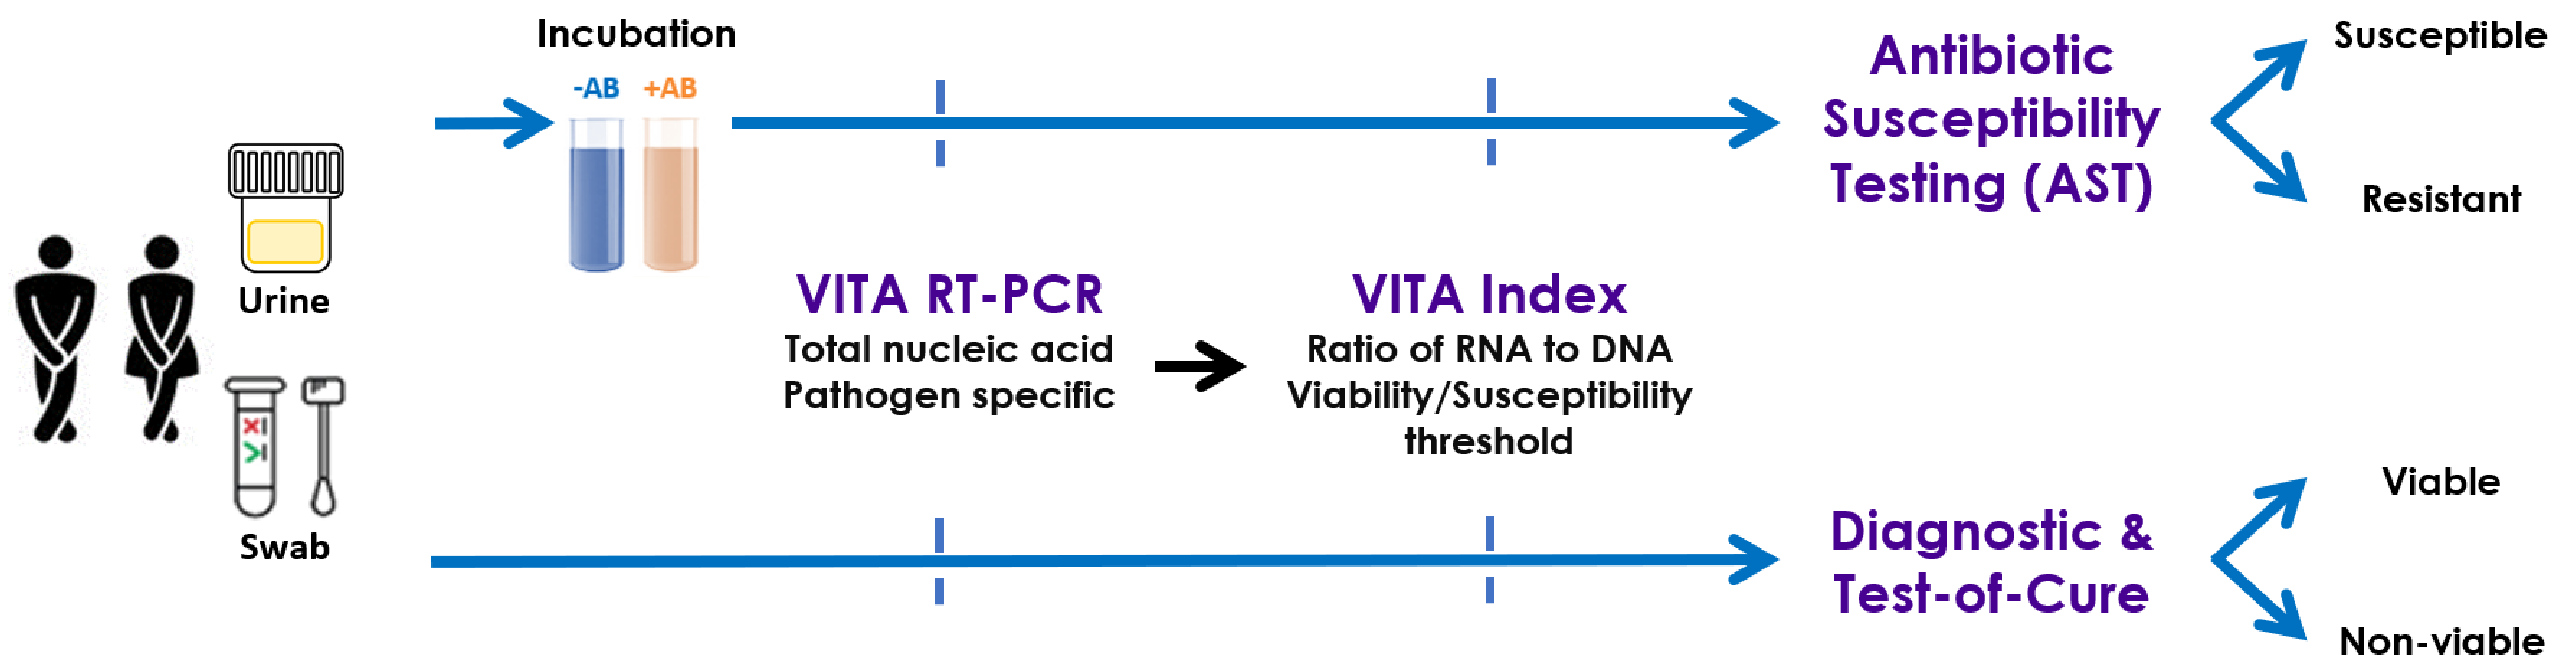 Incubation
-AB +AB
Urine
Swab
VITA RT-PCR
Total nucleic acid
Pathogen specific
VITA Index
Ratio of RNA to DNA
Viability/Susceptibility
threshold
Antibiotic
Susceptibility
Testing (AST)
Susceptible
Resistant
Diagnostic &
Test-of-Cure
Viable
Non-viable